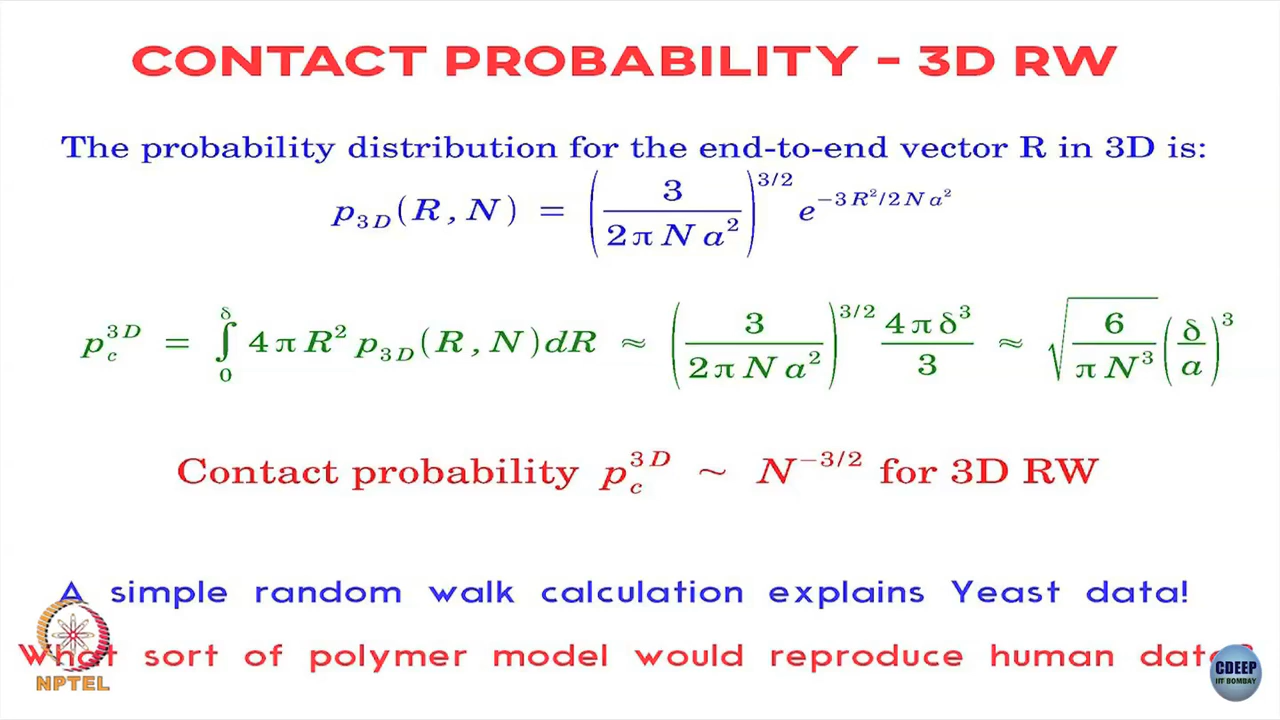 CONTACT PROBABILITY - 3D RW
The probability distribution for the end-to-end vector R in 3D is:
p_{3D}(R,N) = (3/(2πNa²))^{3/2} e^{-3R²/2Na²}
p_c^{3D} = ∫_0^δ 4πR² p_{3D}(R,N)dR ≈ (3/(2πNa²))^{3/2} 4πδ³/3 ≈ √(6/(πN³)) (δ/a)³
Contact probability p_c^{3D} ~ N^{-3/2} for 3D RW
A simple random walk calculation explains Yeast data!
What sort of polymer model would reproduce human data?
NPTEL
CDEEP
IIT BOMBAY